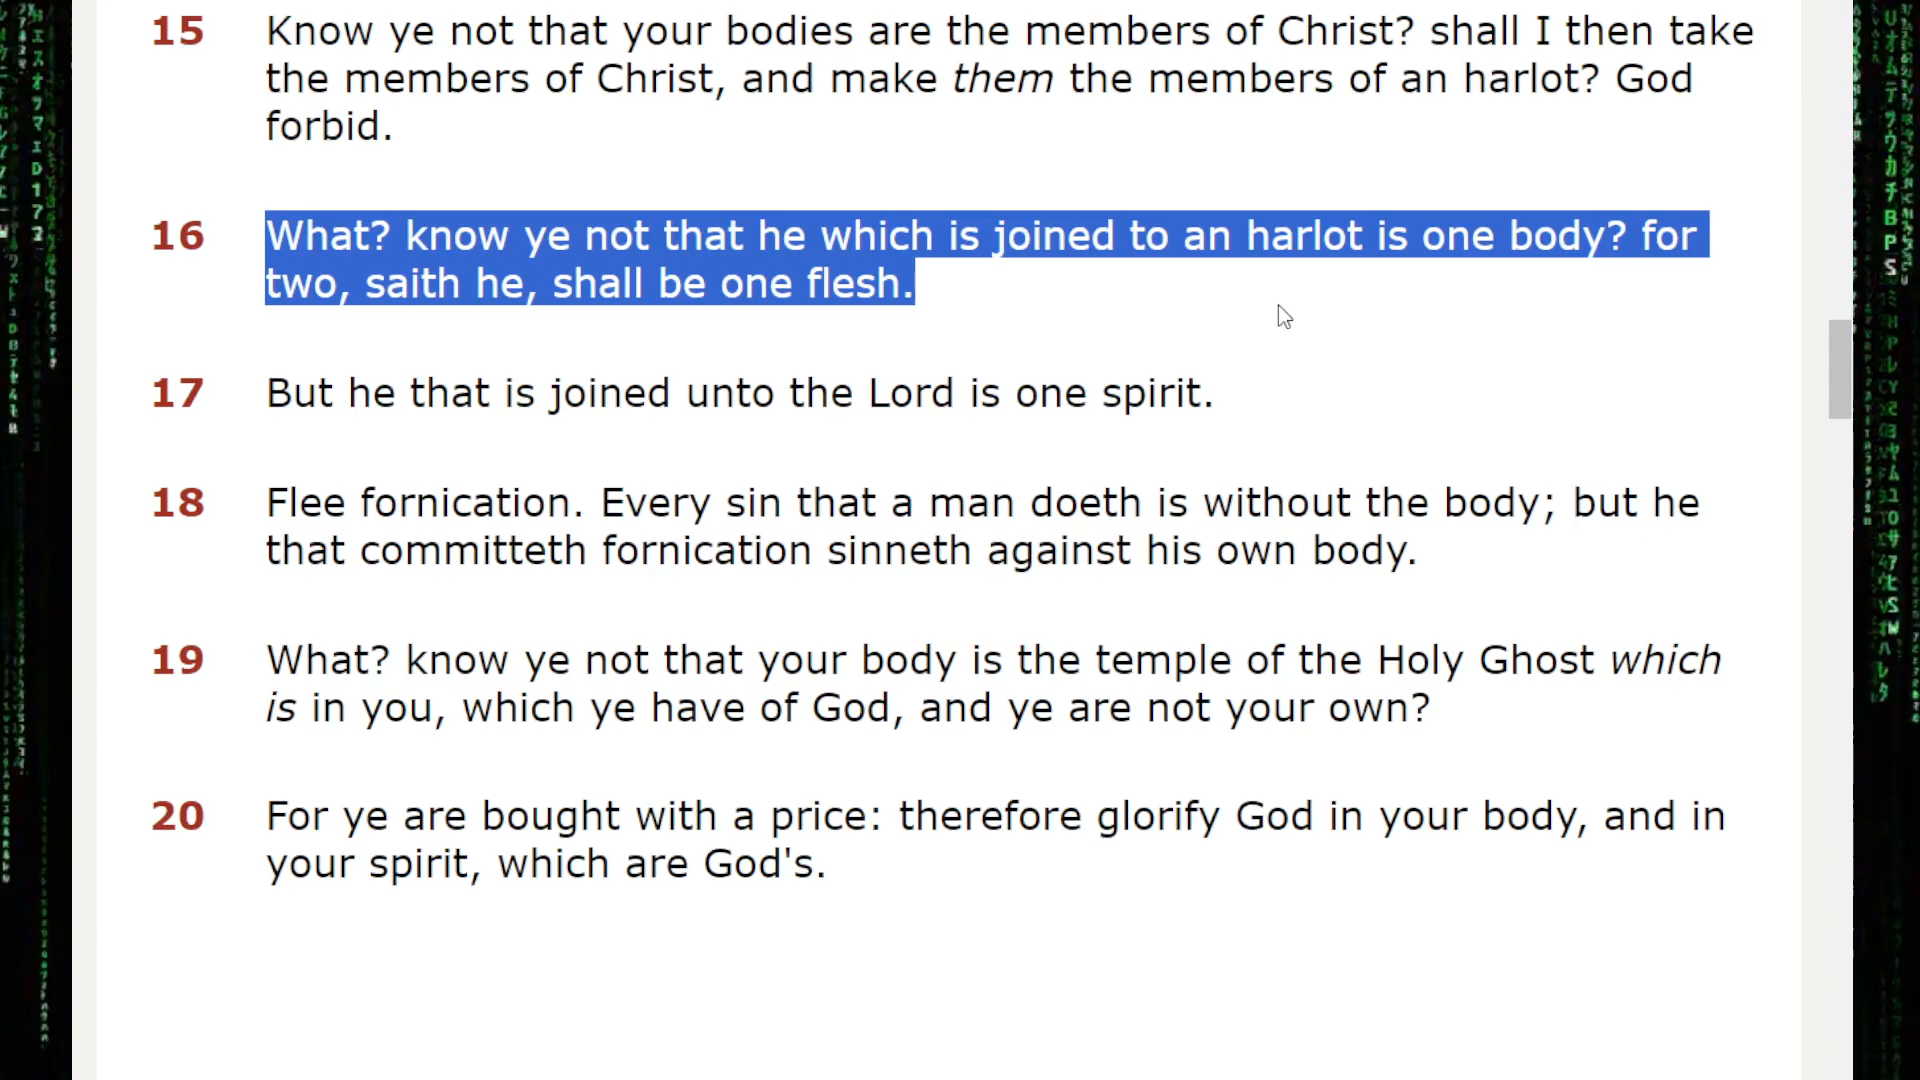 15 Know ye not that your bodies are the members of Christ? shall I then take
the members of Christ, and make them the members of an harlot? God
forbid.
16 What? know ye not that he which is joined to an harlot is one body? for
two, saith he, shall be one flesh.
17 But he that is joined unto the Lord is one spirit.
18 Flee fornication. Every sin that a man doeth is without the body; but he
that committeth fornication sinneth against his own body.
19 What? know ye not that your body is the temple of the Holy Ghost which
is in you, which ye have of God, and ye are not your own?
20 For ye are bought with a price: therefore glorify God in your body, and in
your spirit, which are God's.